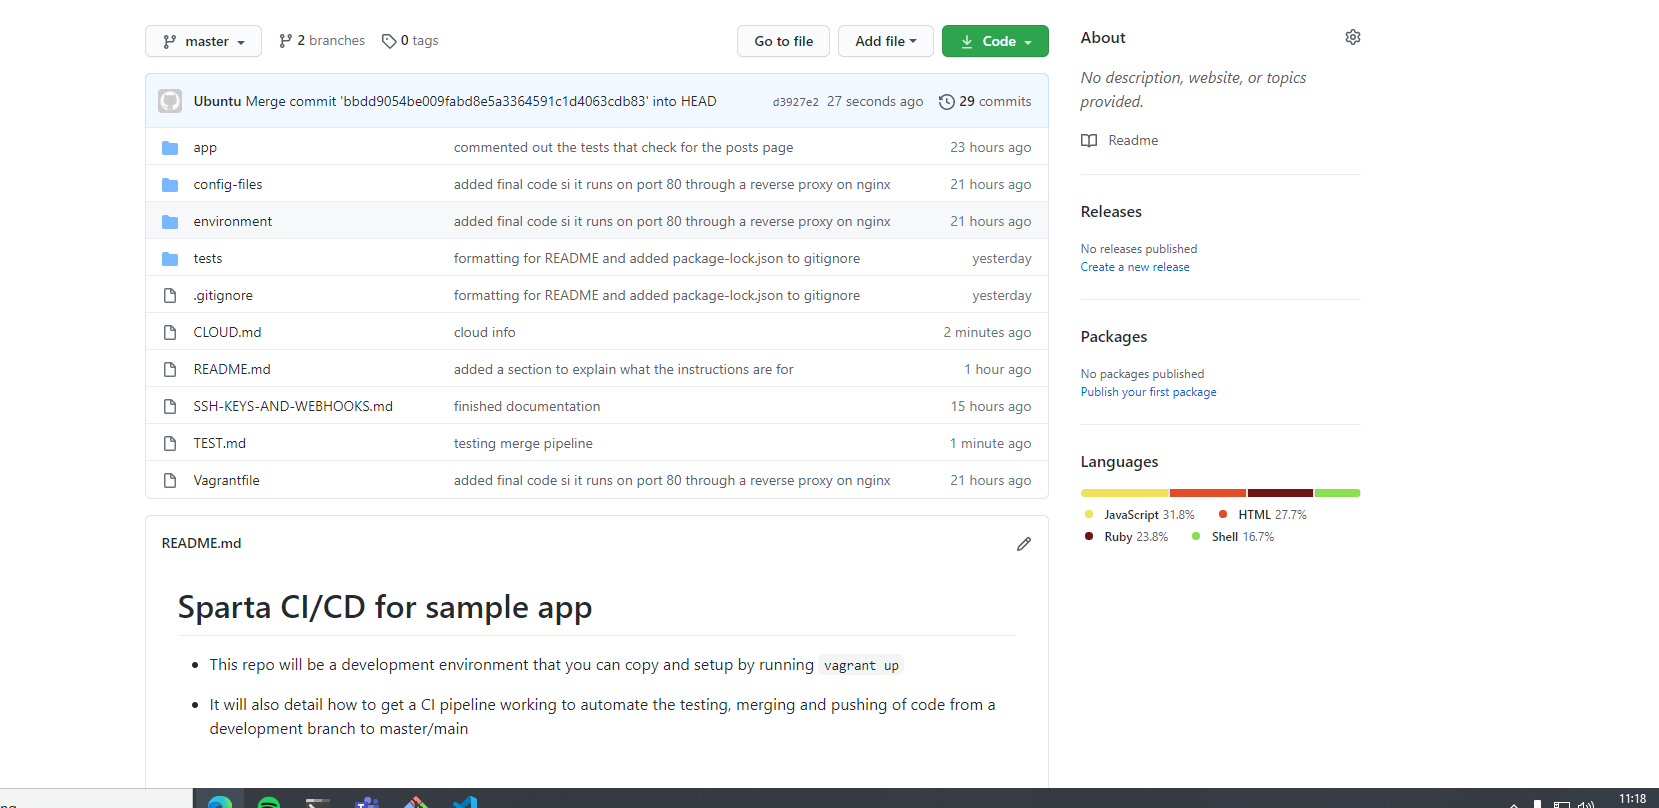 master
2 branches
0 tags
Go to file
Add file
Code
Ubuntu Merge commit 'bbdd9054be009fabd8e5a3364591c1d4063cdb83' into HEAD
d3927e2 27 seconds ago
29 commits
app commented out the tests that check for the posts page 23 hours ago
config-files added final code si it runs on port 80 through a reverse proxy on nginx 21 hours ago
environment added final code si it runs on port 80 through a reverse proxy on nginx 21 hours ago
tests formatting for README and added package-lock.json to gitignore yesterday
.gitignore formatting for README and added package-lock.json to gitignore yesterday
CLOUD.md cloud info 2 minutes ago
README.md added a section to explain what the instructions are for 1 hour ago
SSH-KEYS-AND-WEBHOOKS.md finished documentation 15 hours ago
TEST.md testing merge pipeline 1 minute ago
Vagrantfile added final code si it runs on port 80 through a reverse proxy on nginx 21 hours ago
README.md
Sparta CI/CD for sample app
This repo will be a development environment that you can copy and setup by running vagrant up
It will also detail how to get a CI pipeline working to automate the testing, merging and pushing of code from a
development branch to master/main
About
No description, website, or topics
provided.
Readme
Releases
No releases published
Create a new release
Packages
No packages published
Publish your first package
Languages
JavaScript 31.8% HTML 27.7%
Ruby 23.8% Shell 16.7%
11:18